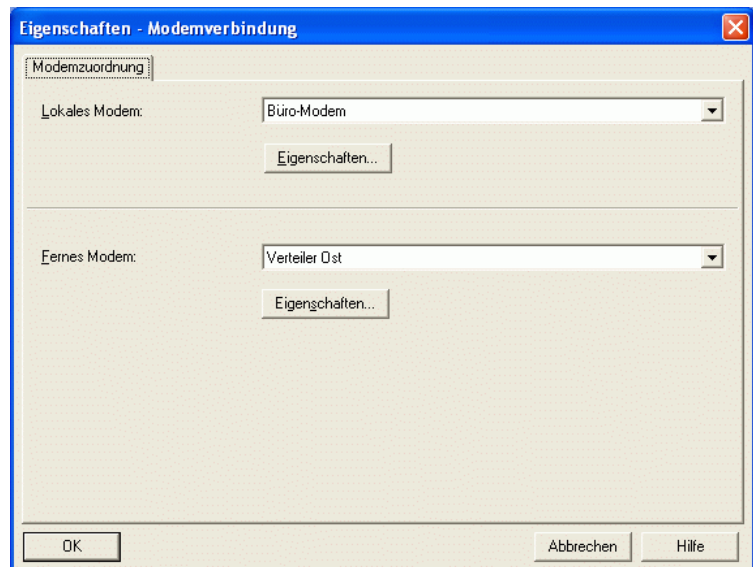 Eigenschaften - Modemverbindung
Modemzuordnung
Lokales Modem:
Büro-Modem
Eigenschaften...
Fernes Modem:
Verteiler Ost
Eigenschaften...
OK
Abbrechen
Hilfe